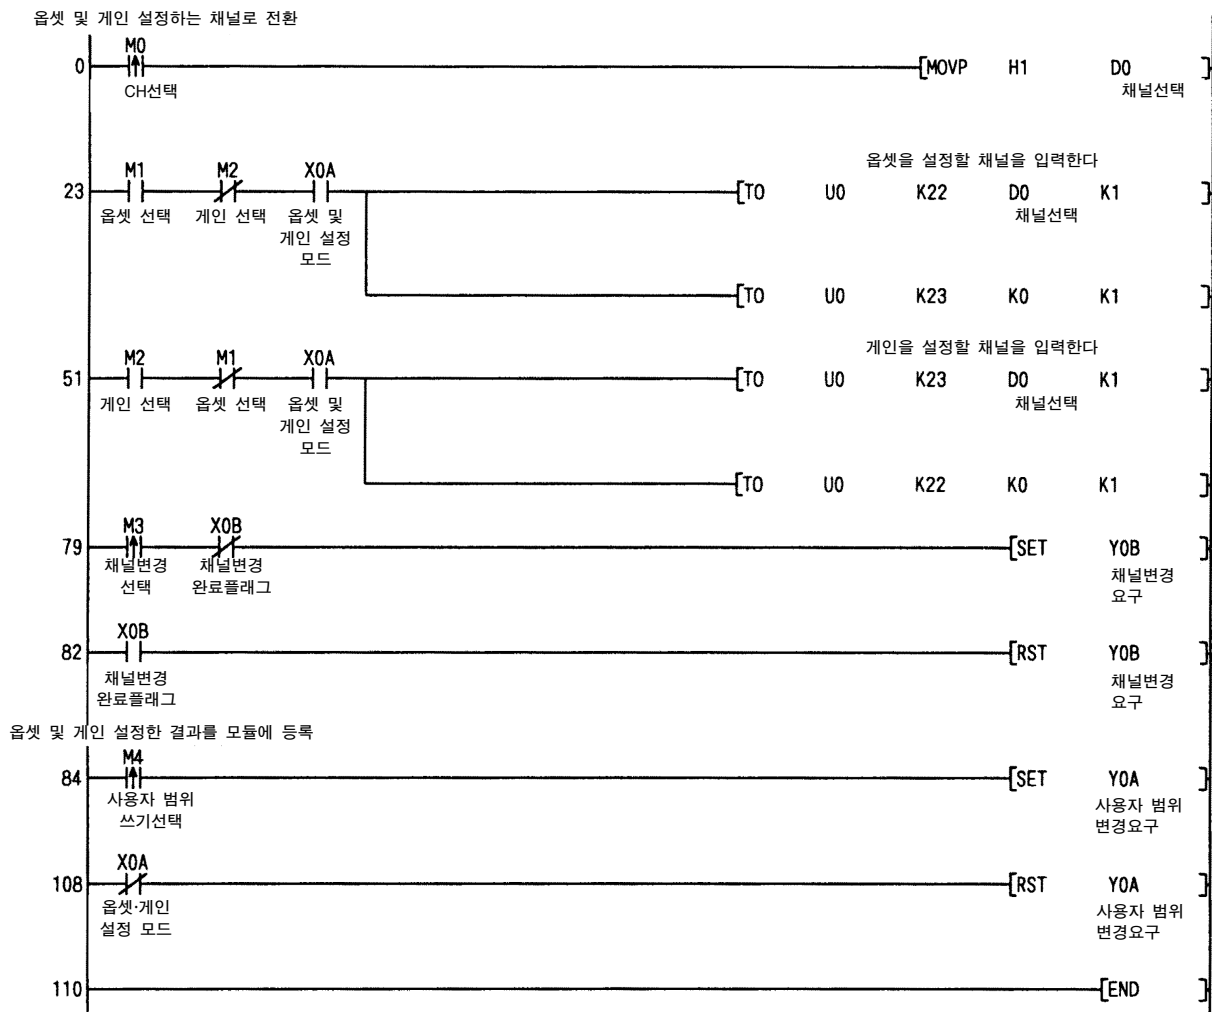 옵셋 및 게인 설정하는 채널로 전환
M0
0 [MOVP H1 D0 ]
CH선택 채널선택
옵셋을 설정할 채널을 입력한다
M1 M2 X0A
23 [TO U0 K22 D0 K1 ]
옵셋 선택 게인 선택 옵셋 및 채널선택
게인 설정
모드
[TO U0 K23 K0 K1 ]
게인을 설정할 채널을 입력한다
M2 M1 X0A
51 [TO U0 K23 D0 K1 ]
게인 선택 옵셋 선택 옵셋 및 채널선택
게인 설정
모드
[TO U0 K22 K0 K1 ]
M3 X0B
79 [SET Y0B ]
채널변경 채널변경 채널변경
선택 완료플래그 요구
X0B
82 [RST Y0B ]
채널변경 채널변경
완료플래그 요구
옵셋 및 게인 설정한 결과를 모듈에 등록
M4
84 [SET Y0A ]
사용자 범위 사용자 범위
쓰기선택 변경요구
X0A
108 [RST Y0A ]
옵셋·게인 사용자 범위
설정 모드 변경요구
110 [END ]